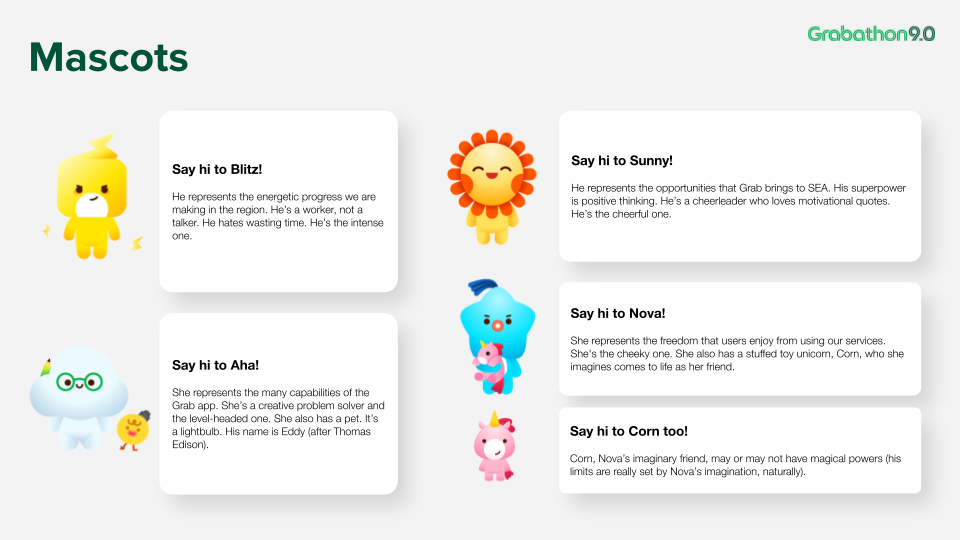 Grabathon9.0
Mascots
Say hi to Blitz!
He represents the energetic progress we are
making in the region. He's a worker, not a
talker. He hates wasting time. He's the intense
one.
Say hi to Aha!
She represents the many capabilities of the
Grab app. She's a creative problem solver and
the level-headed one. She also has a pet. It's
a lightbulb. His name is Eddy (after Thomas
Edison).
Say hi to Sunny!
He represents the opportunities that Grab brings to SEA. His superpower
is positive thinking. He's a cheerleader who loves motivational quotes.
He's the cheerful one.
Say hi to Nova!
She represents the freedom that users enjoy from using our services.
She's the cheeky one. She also has a stuffed toy unicorn, Corn, who she
imagines comes to life as her friend.
Say hi to Corn too!
Corn, Nova's imaginary friend, may or may not have magical powers (his
limits are really set by Nova's imagination, naturally).